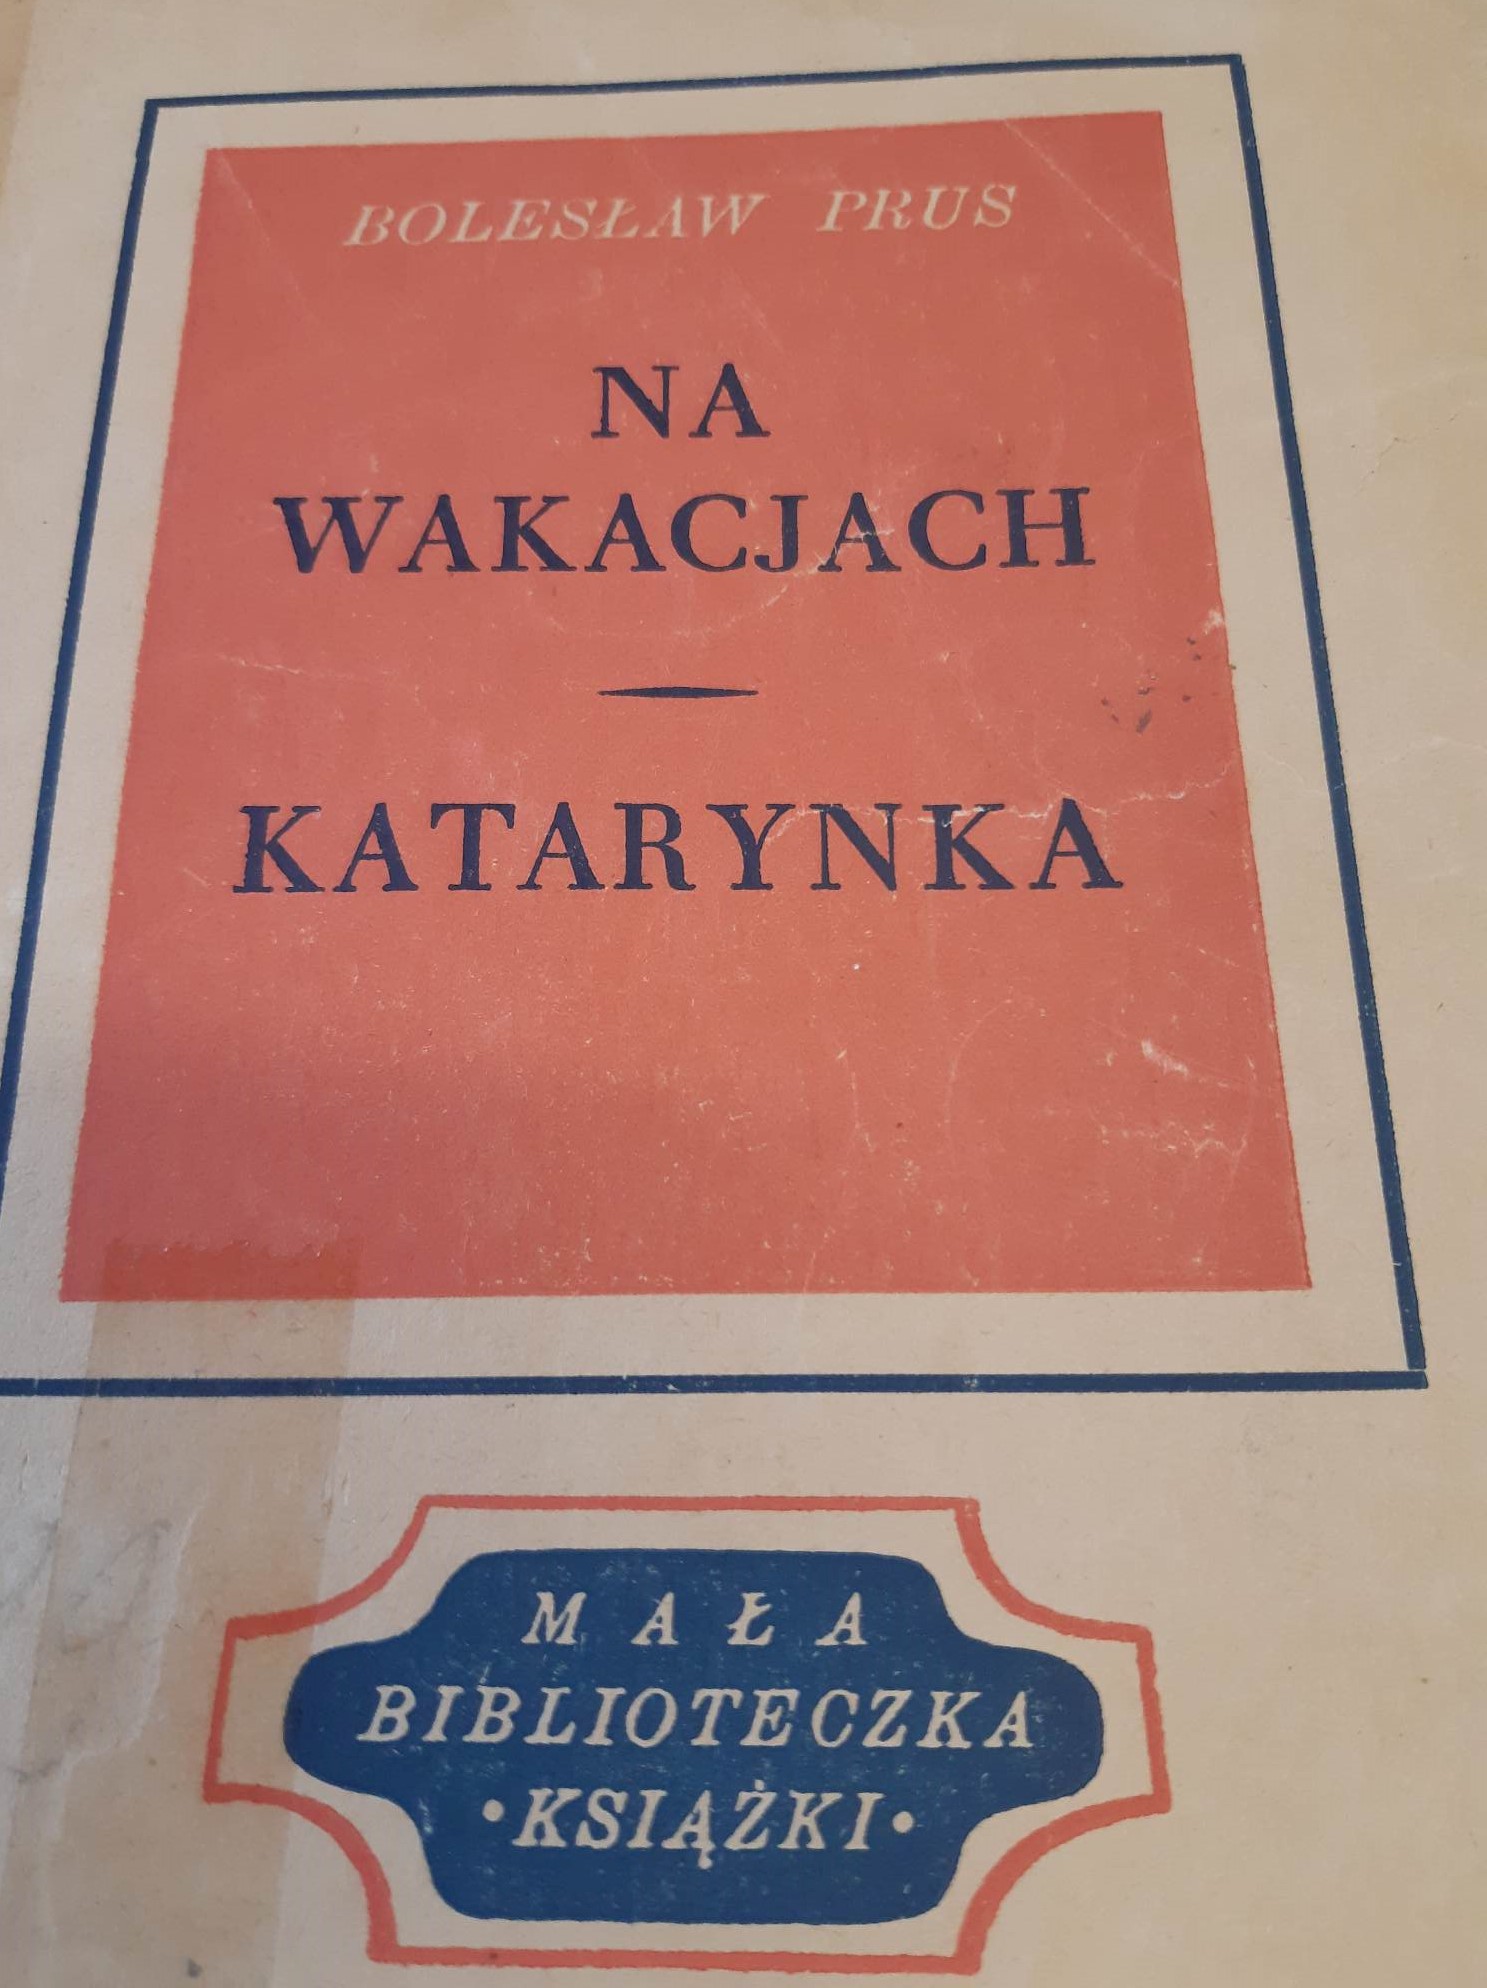 BOLESŁAW PRUS
NA
WAKACJACH
KATARYNKA
MAŁA
BIBLIOTECZKA
•KSIĄŻKI•